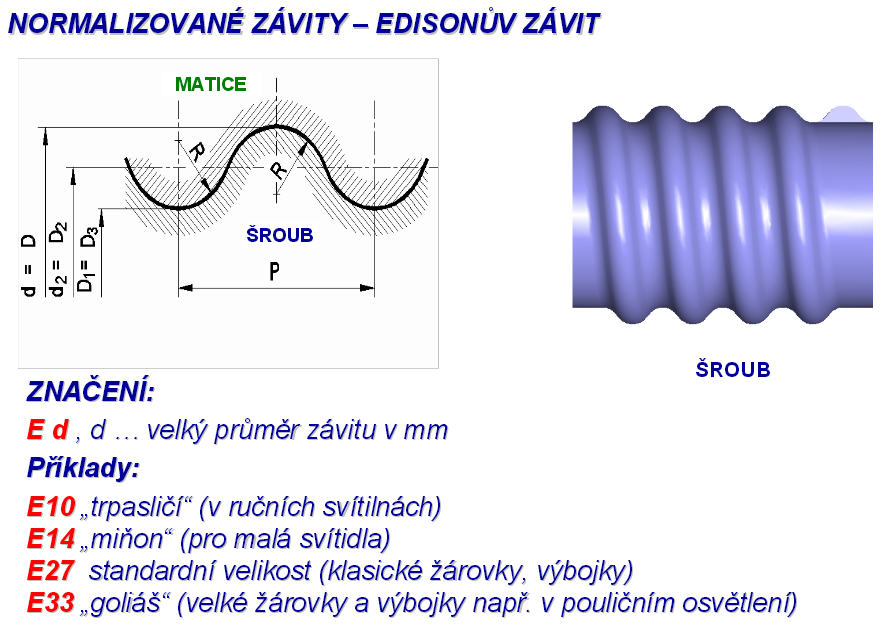 NORMALIZOVANÉ ZÁVITY – EDISONŮV ZÁVIT
MATICE
R
R
ŠROUB
P
d = D
d2 = D2
D1 = D3
ŠROUB
ZNAČENÍ:
E d , d … velký průměr závitu v mm
Příklady:
E10 „trpasličí“ (v ručních svítilnách)
E14 „miňon“ (pro malá svítidla)
E27 standardní velikost (klasické žárovky, výbojky)
E33 „goliáš“ (velké žárovky a výbojky např. v pouličním osvětlení)